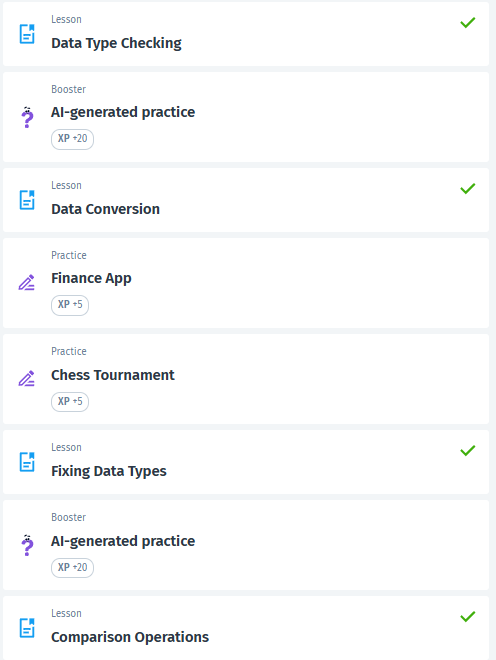 Lesson
Data Type Checking
Booster
AI-generated practice
XP +20
Lesson
Data Conversion
Practice
Finance App
XP +5
Practice
Chess Tournament
XP +5
Lesson
Fixing Data Types
Booster
AI-generated practice
XP +20
Lesson
Comparison Operations